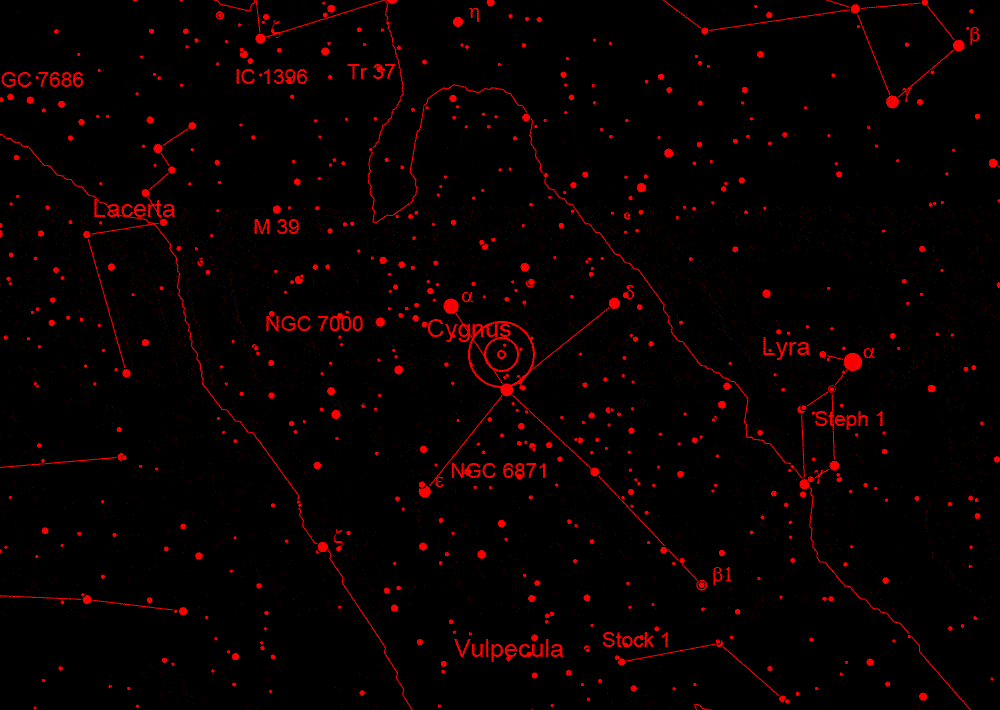 ζ
η
β
IC 1396
Tr 37
GC 7686
γ
Lacerta
M 39
α
δ
NGC 7000
Cygnus
Lyra
α
Steph 1
NGC 6871
ε
γ
ζ
β1
Vulpecula
Stock 1